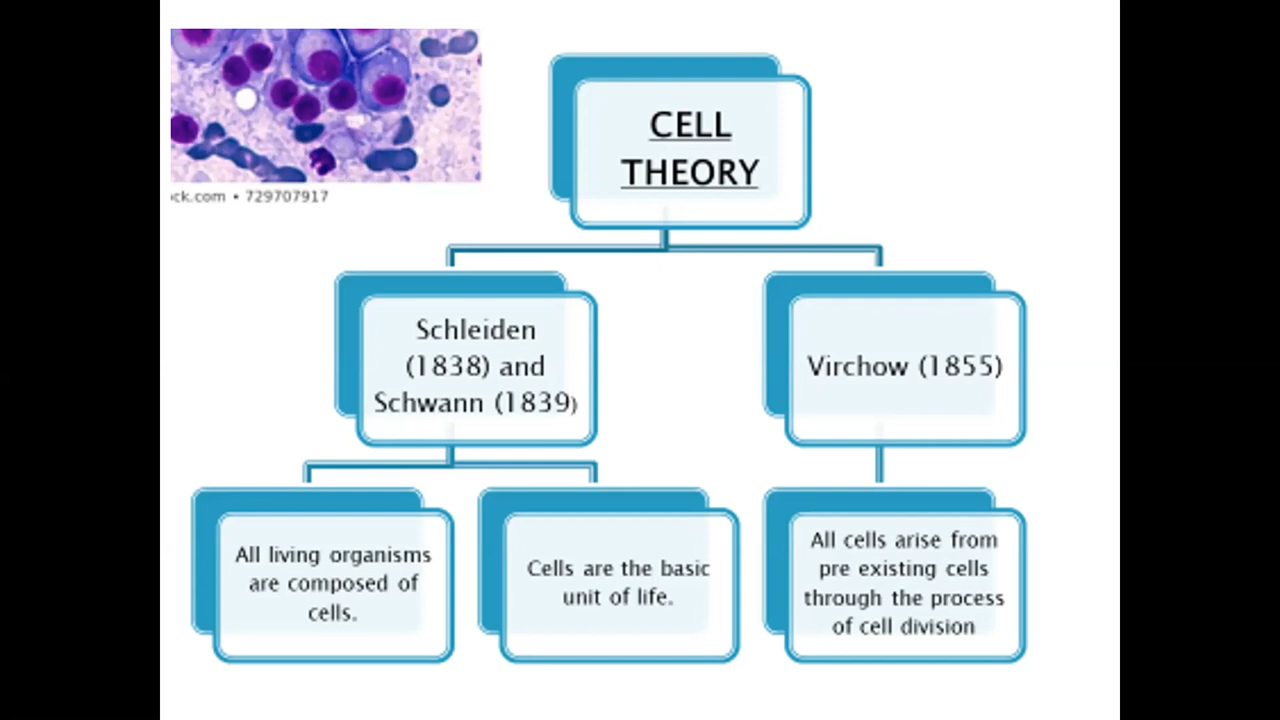 ck.com • 729707917
CELL
THEORY
Schleiden
(1838) and
Schwann (1839)
Virchow (1855)
All living organisms
are composed of
cells.
Cells are the basic
unit of life.
All cells arise from
pre existing cells
through the process
of cell division